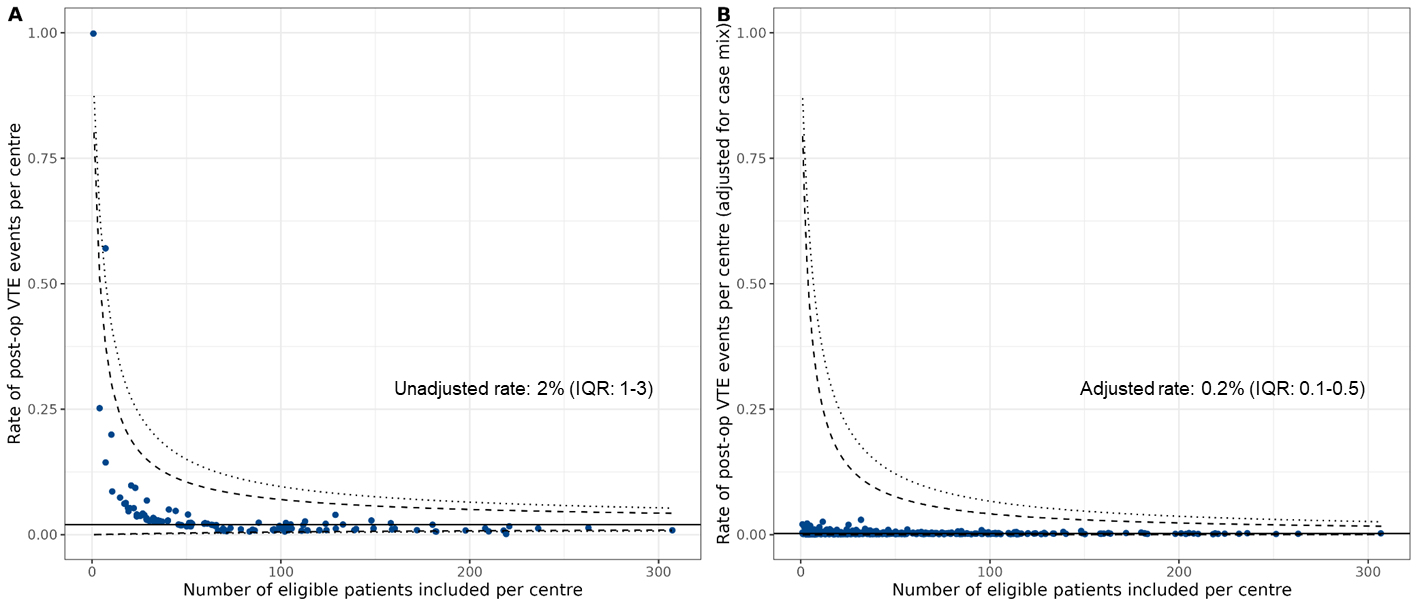 A
Rate of post-op VTE events per centre
1.00
0.75
0.50
0.25
0.00
Unadjusted rate: 2% (IQR: 1-3)
0 100 200 300
Number of eligible patients included per centre
B
Rate of post-op VTE events per centre (adjusted for case mix)
1.00
0.75
0.50
0.25
0.00
Adjusted rate: 0.2% (IQR: 0.1-0.5)
0 100 200 300
Number of eligible patients included per centre